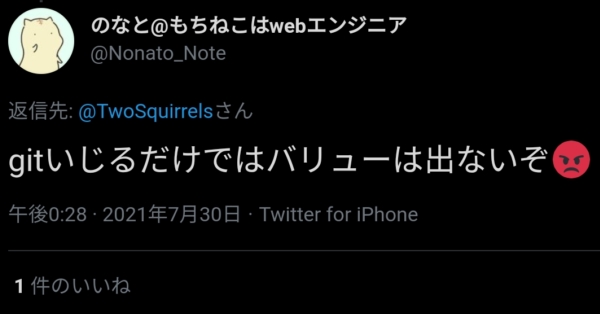 のなと@もちねこはwebエンジニア
@Nonato_Note
返信先: @TwoSquirrelsさん
gitいじるだけではバリューは出ないぞ😡
午後0:28 · 2021年7月30日 · Twitter for iPhone
1 件のいいね